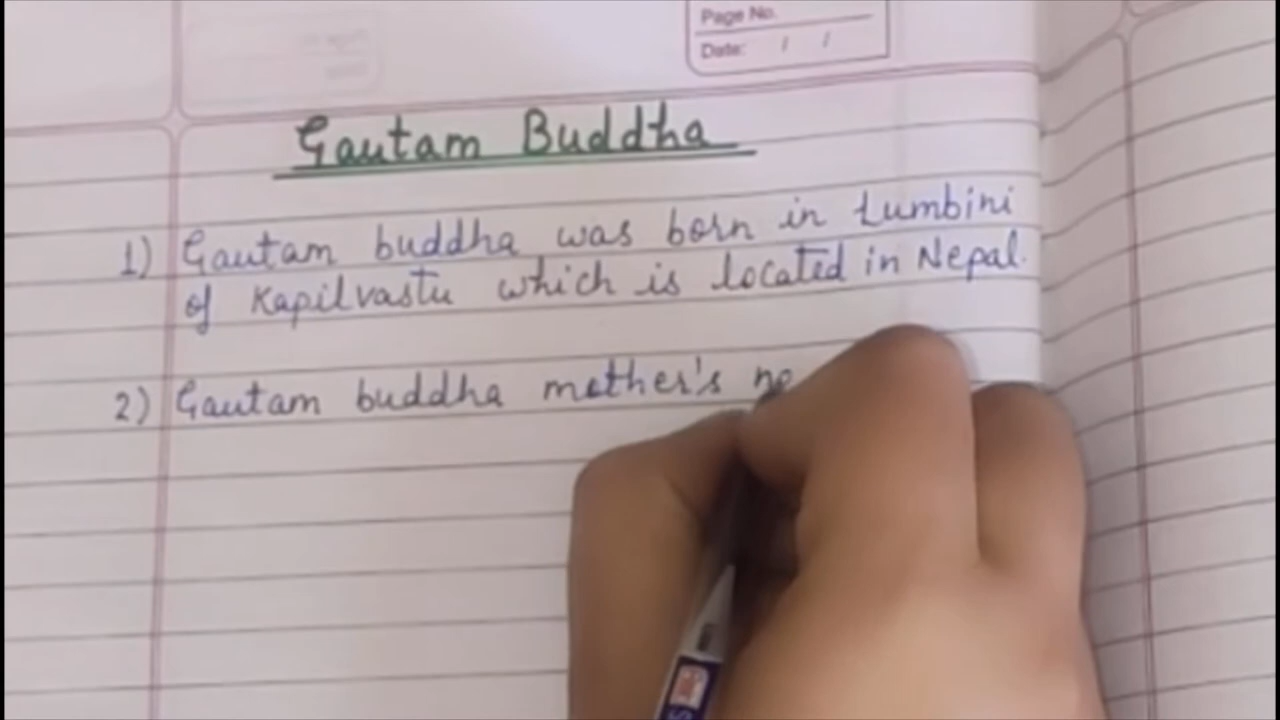 Page No.
Date: / /
Gautam Buddha
1) Gautam buddha was born in Lumbini
of Kapilvastu which is located in Nepal.
2) Gautam buddha mother's